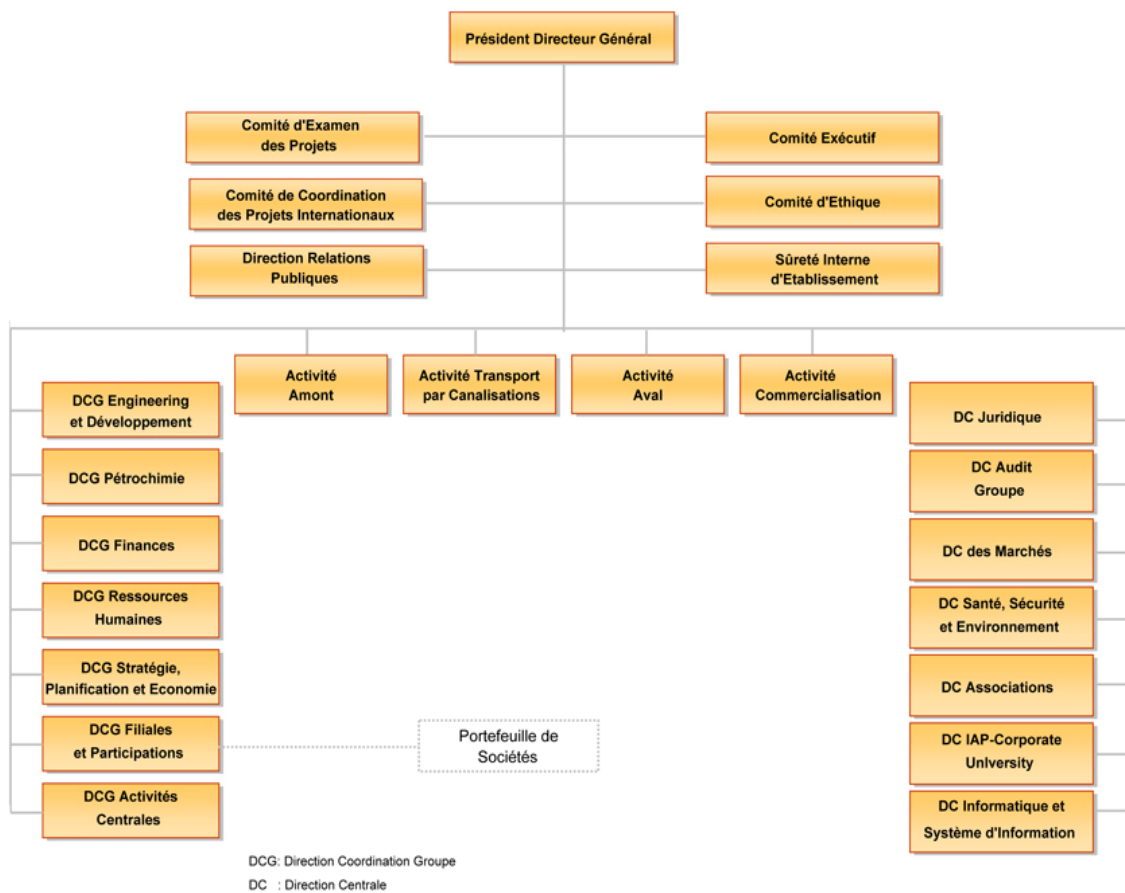 Président Directeur Général
Comité d'Examen
des Projets
Comité Exécutif
Comité de Coordination
des Projets Internationaux
Comité d'Ethique
Direction Relations
Publiques
Sûreté Interne
d'Etablissement
Activité
Amont
Activité Transport
par Canalisations
Activité
Aval
Activité
Commercialisation
DCG Engineering
et Développement
DCG Pétrochimie
DCG Finances
DCG Ressources
Humaines
DCG Stratégie,
Planification et Economie
DCG Filiales
et Participations
DCG Activités
Centrales
Portefeuille de
Sociétés
DC Juridique
DC Audit
Groupe
DC des Marchés
DC Santé, Sécurité
et Environnement
DC Associations
DC IAP-Corporate
University
DC Informatique et
Système d'Information
DCG: Direction Coordination Groupe
DC : Direction Centrale